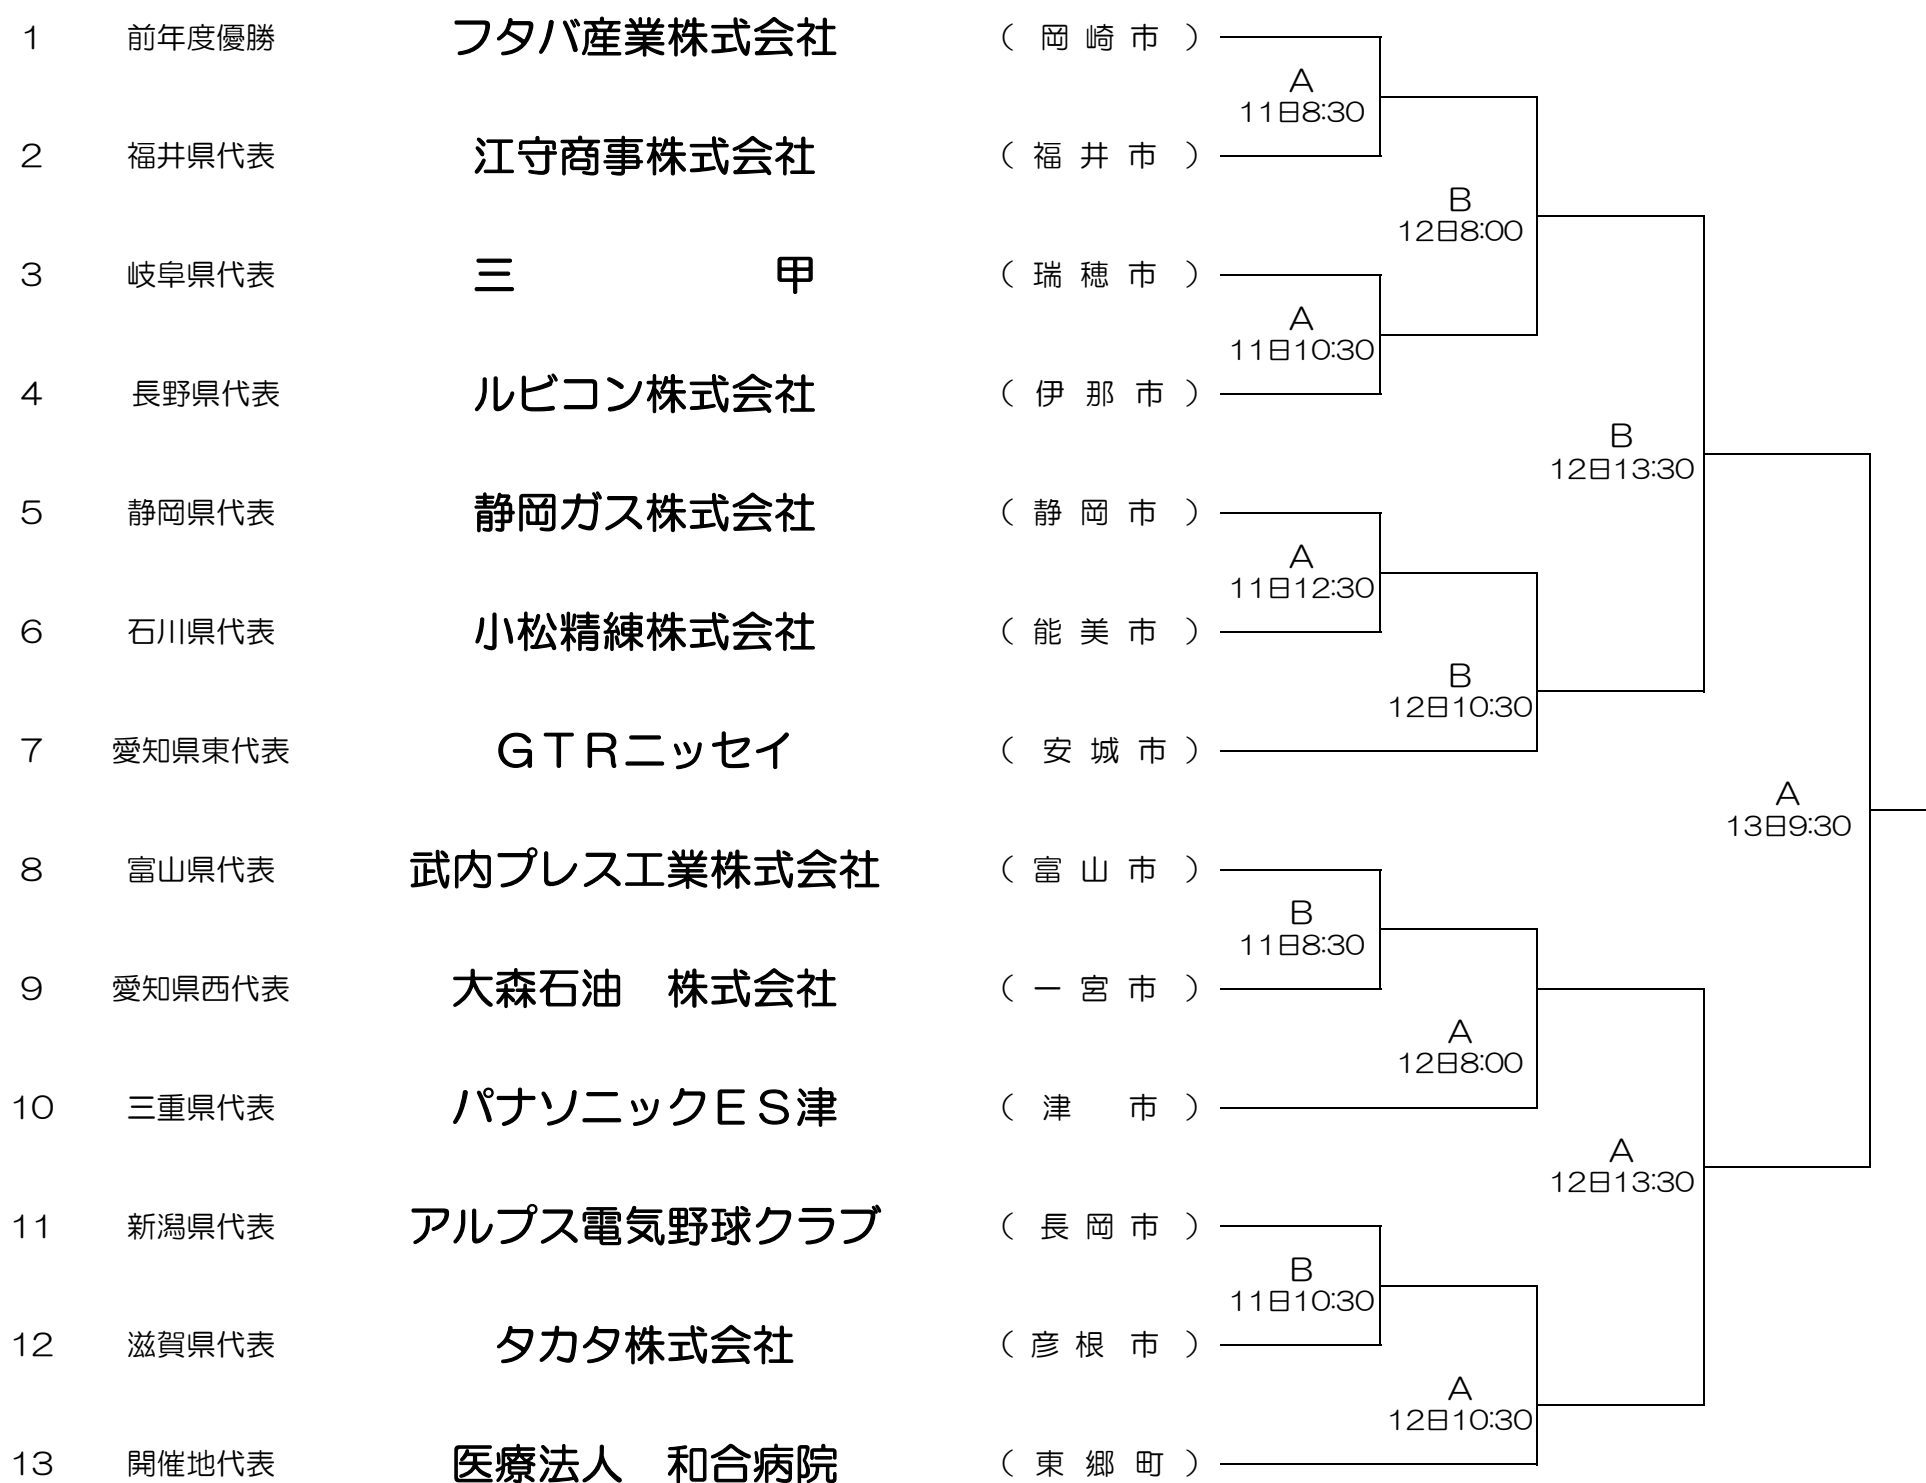 1 前年度優勝 フタバ産業株式会社 （ 岡 崎 市 ）
A
11日8:30
2 福井県代表 江守商事株式会社 （ 福 井 市 ）
B
12日8:00
3 岐阜県代表 三 甲 （ 瑞 穂 市 ）
A
11日10:30
4 長野県代表 ルビコン株式会社 （ 伊 那 市 ）
B
12日13:30
5 静岡県代表 静岡ガス株式会社 （ 静 岡 市 ）
A
11日12:30
6 石川県代表 小松精練株式会社 （ 能 美 市 ）
B
12日10:30
7 愛知県東代表 ＧＴＲニッセイ （ 安 城 市 ）
A
13日9:30
8 富山県代表 武内プレス工業株式会社 （ 富 山 市 ）
B
11日8:30
9 愛知県西代表 大森石油　株式会社 （ 一 宮 市 ）
A
12日8:00
10 三重県代表 パナソニックＥＳ津 （ 津 市 ）
A
12日13:30
11 新潟県代表 アルプス電気野球クラブ （ 長 岡 市 ）
B
11日10:30
12 滋賀県代表 タカタ株式会社 （ 彦 根 市 ）
A
12日10:30
13 開催地代表 医療法人　和合病院 （ 東 郷 町 ）